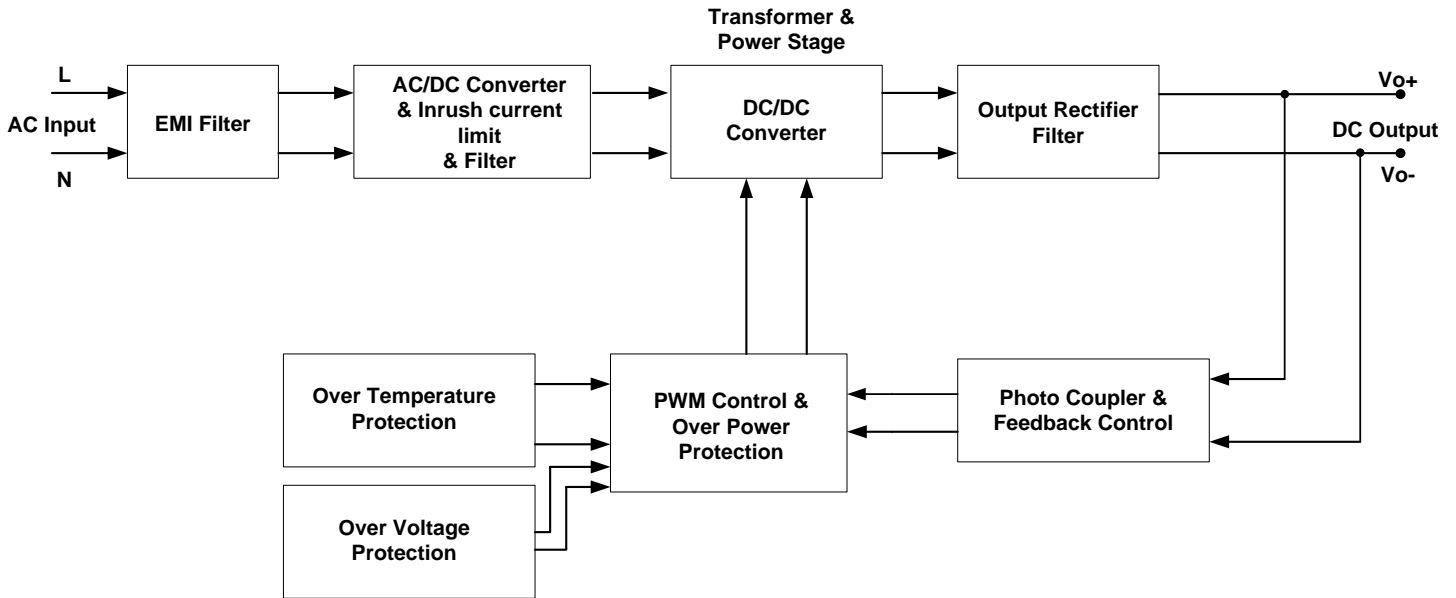 Transformer &
Power Stage
L
AC Input
N
EMI Filter
AC/DC Converter
& Inrush current
limit
& Filter
DC/DC
Converter
Output Rectifier
Filter
Vo+
DC Output
Vo-
Over Temperature
Protection
PWM Control &
Over Power
Protection
Photo Coupler &
Feedback Control
Over Voltage
Protection